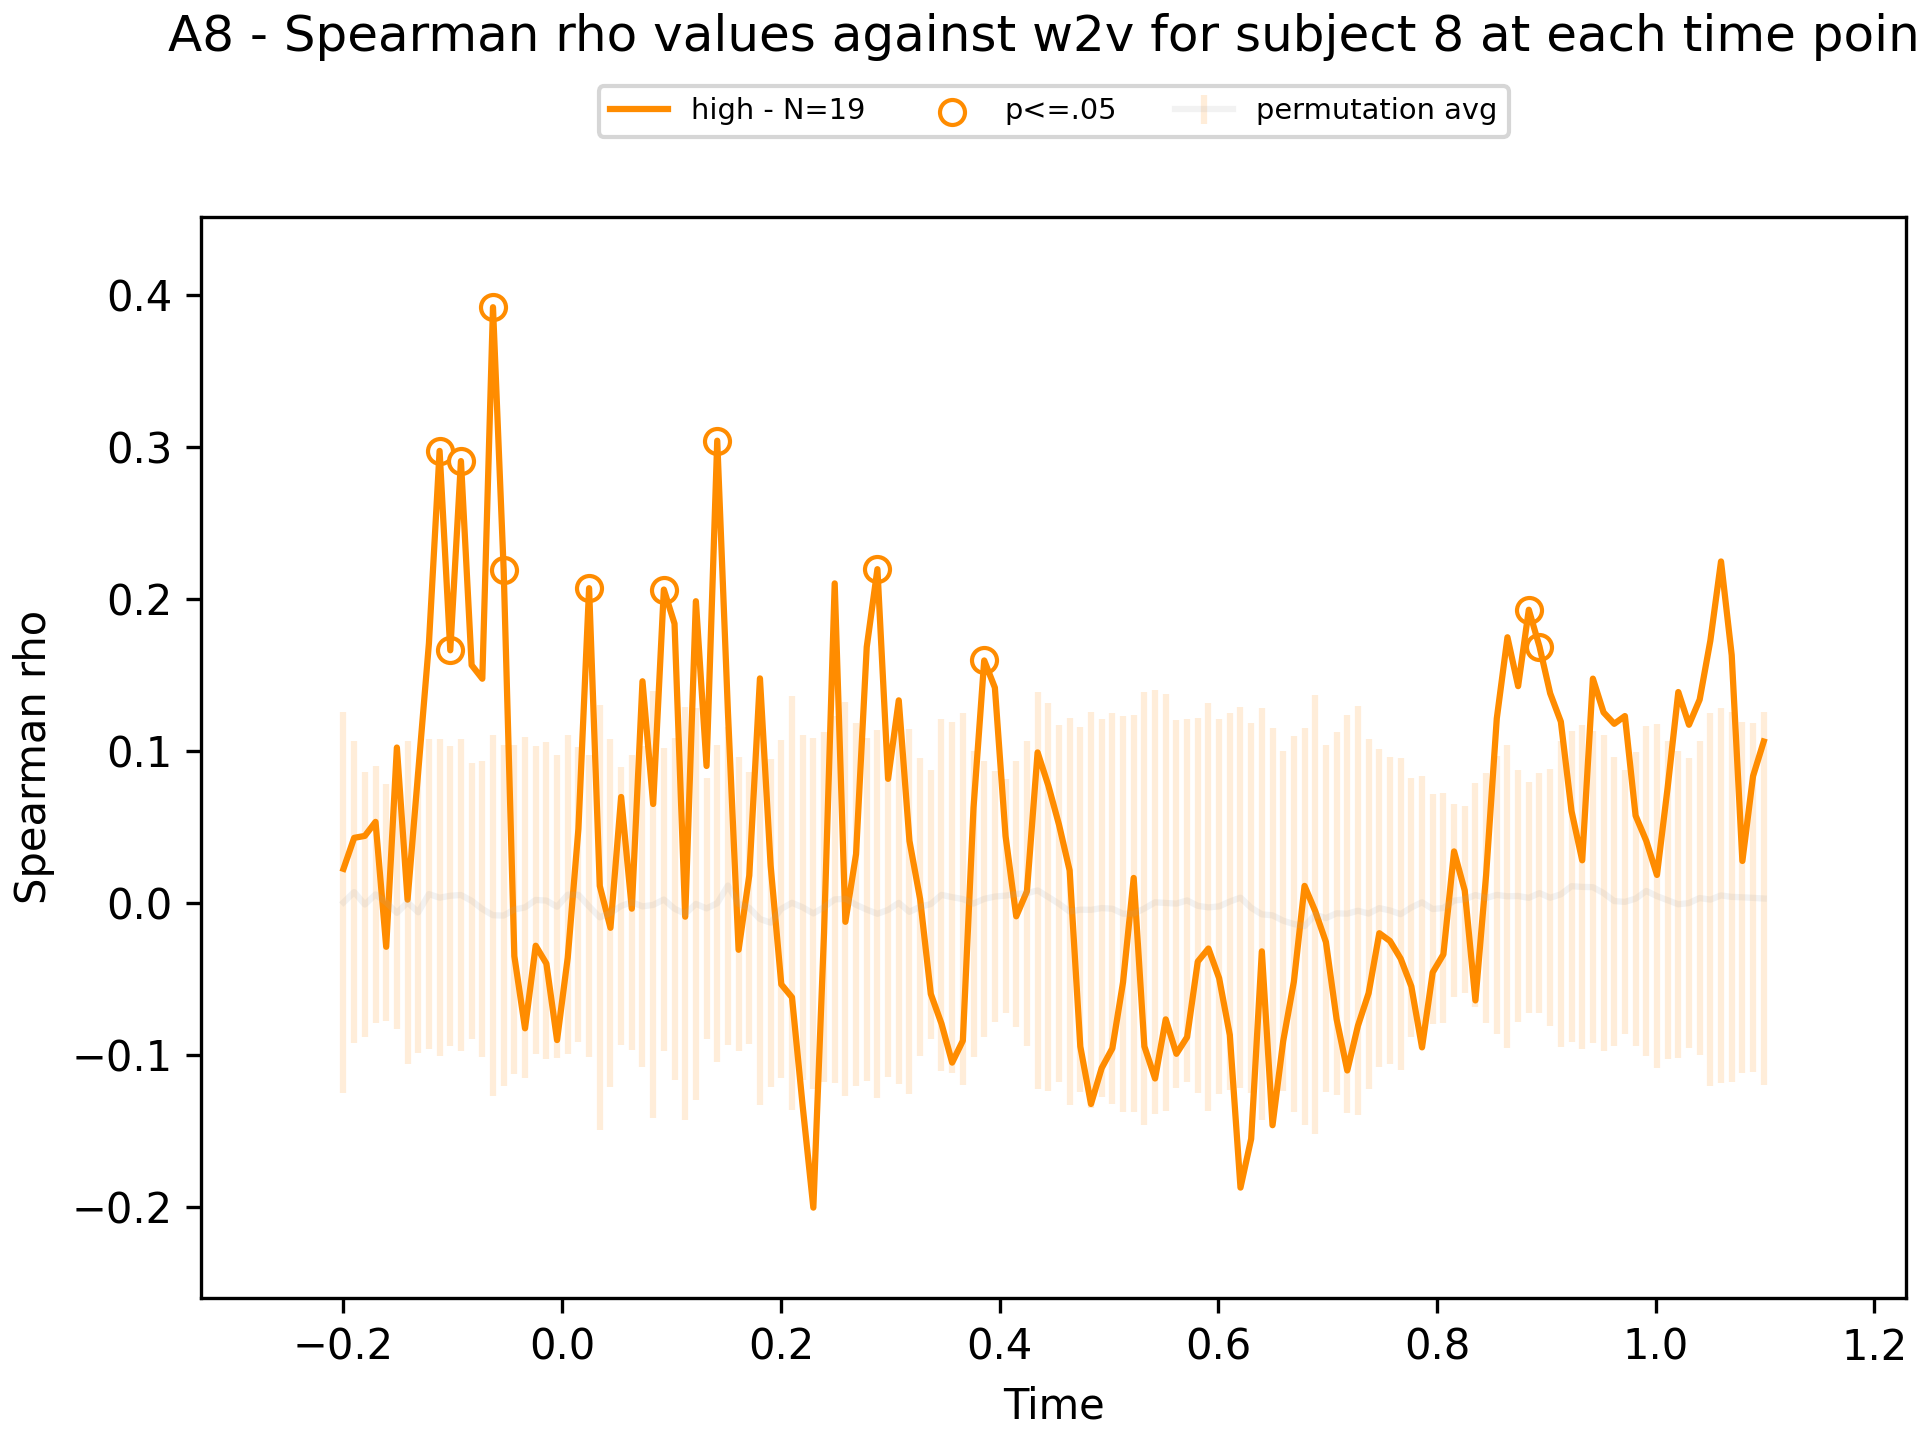 A8 - Spearman rho values against w2v for subject 8 at each time poin
high - N=19 p<=.05 permutation avg
0.4
0.3
0.2
0.1
0.0
−0.1
−0.2
Spearman rho
−0.2 0.0 0.2 0.4 0.6 0.8 1.0 1.2
Time